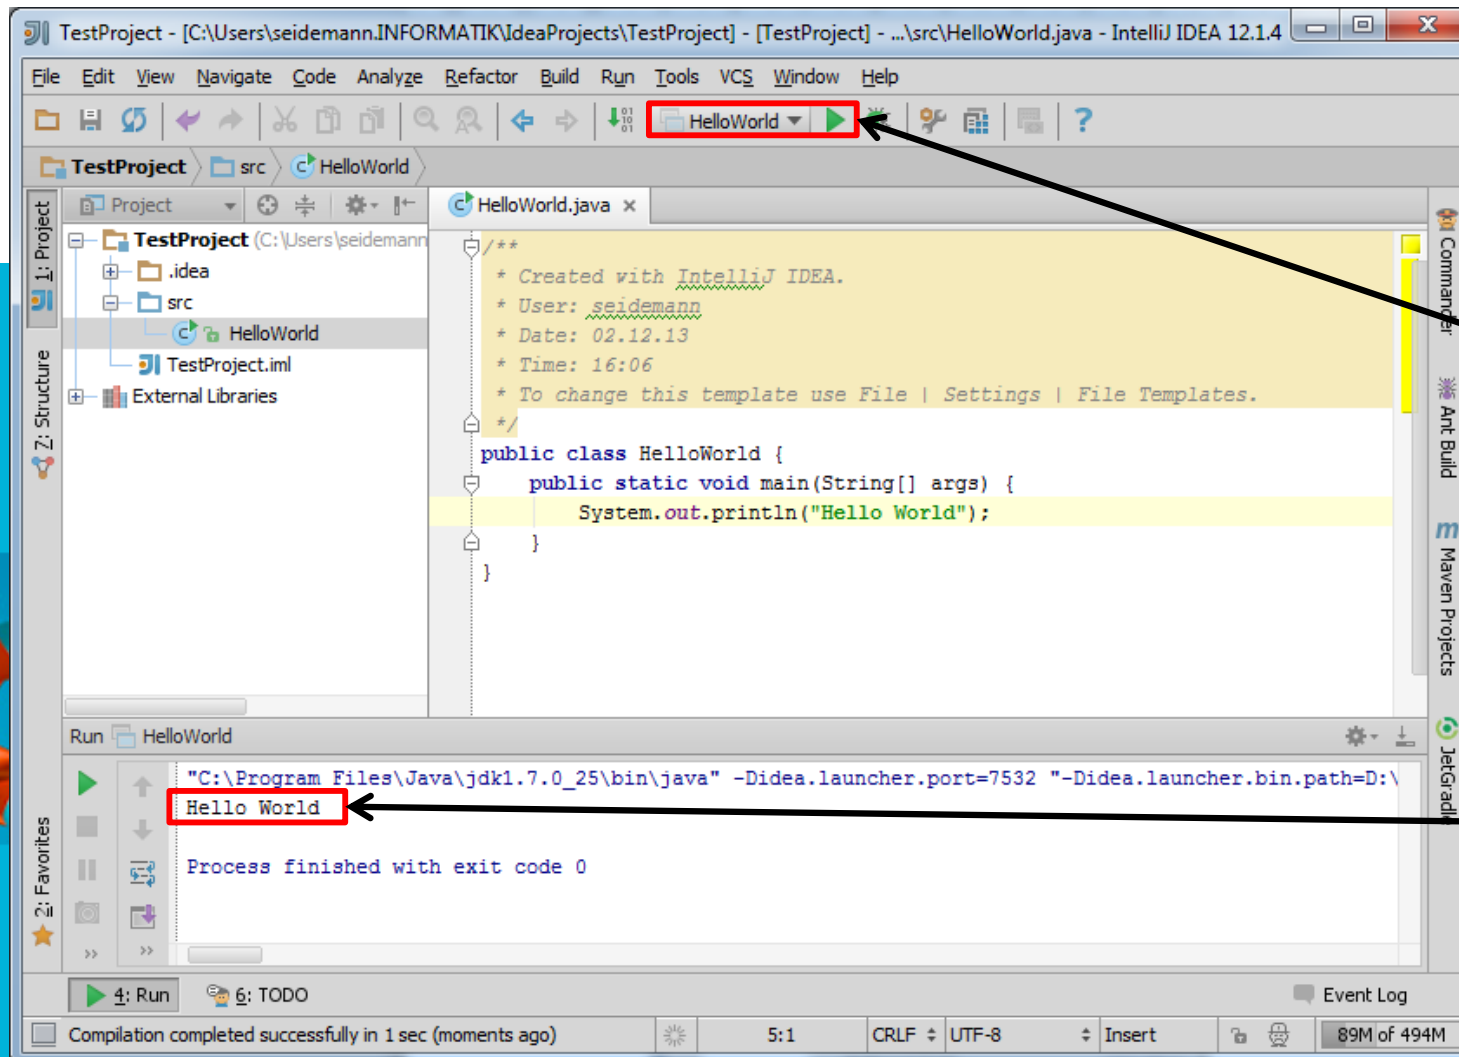 TestProject - [C:\Users\seidemann.INFORMATIK\IdeaProjects\TestProject] - [TestProject] - ...\src\HelloWorld.java - IntelliJ IDEA 12.1.4
File Edit View Navigate Code Analyze Refactor Build Run Tools VCS Window Help
HelloWorld
TestProject src HelloWorld
1: Project
Z: Structure
2: Favorites
Project
TestProject (C:\Users\seidemann
.idea
src
HelloWorld
TestProject.iml
External Libraries
HelloWorld.java
/**
* Created with IntelliJ IDEA.
* User: seidemann
* Date: 02.12.13
* Time: 16:06
* To change this template use File | Settings | File Templates.
*/
public class HelloWorld {
public static void main(String[] args) {
System.out.println("Hello World");
}
}
Commander
Ant Build
Maven Projects
JetGradle
Run HelloWorld
"C:\Program Files\Java\jdk1.7.0_25\bin\java" -Didea.launcher.port=7532 "-Didea.launcher.bin.path=D:\
Hello World
Process finished with exit code 0
4: Run 6: TODO Event Log
Compilation completed successfully in 1 sec (moments ago) 5:1 CRLF UTF-8 Insert 89M of 494M